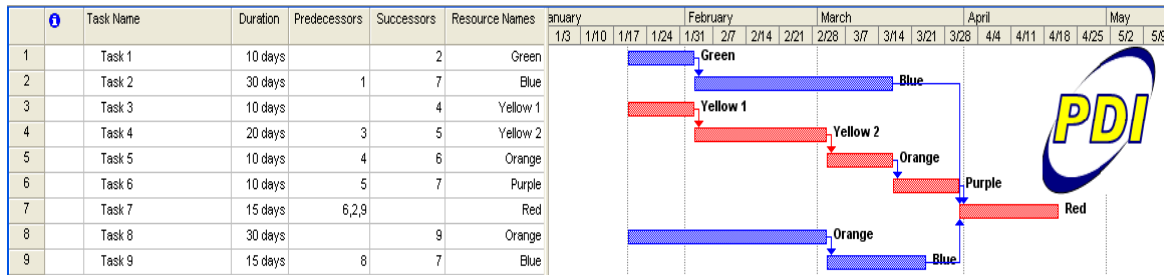 Task Name Duration Predecessors Successors Resource Names
anuary February March April May
1/3 1/10 1/17 1/24 1/31 2/7 2/14 2/21 2/28 3/7 3/14 3/21 3/28 4/4 4/11 4/18 4/25 5/2
1 Task 1 10 days 2 Green Green
2 Task 2 30 days 1 7 Blue Blue
3 Task 3 10 days 4 Yellow 1 Yellow 1
4 Task 4 20 days 3 5 Yellow 2 Yellow 2
5 Task 5 10 days 4 6 Orange Orange
6 Task 6 10 days 5 7 Purple Purple
7 Task 7 15 days 6,2,9 Red Red
8 Task 8 30 days 9 Orange Orange
9 Task 9 15 days 8 7 Blue Blue
PDI